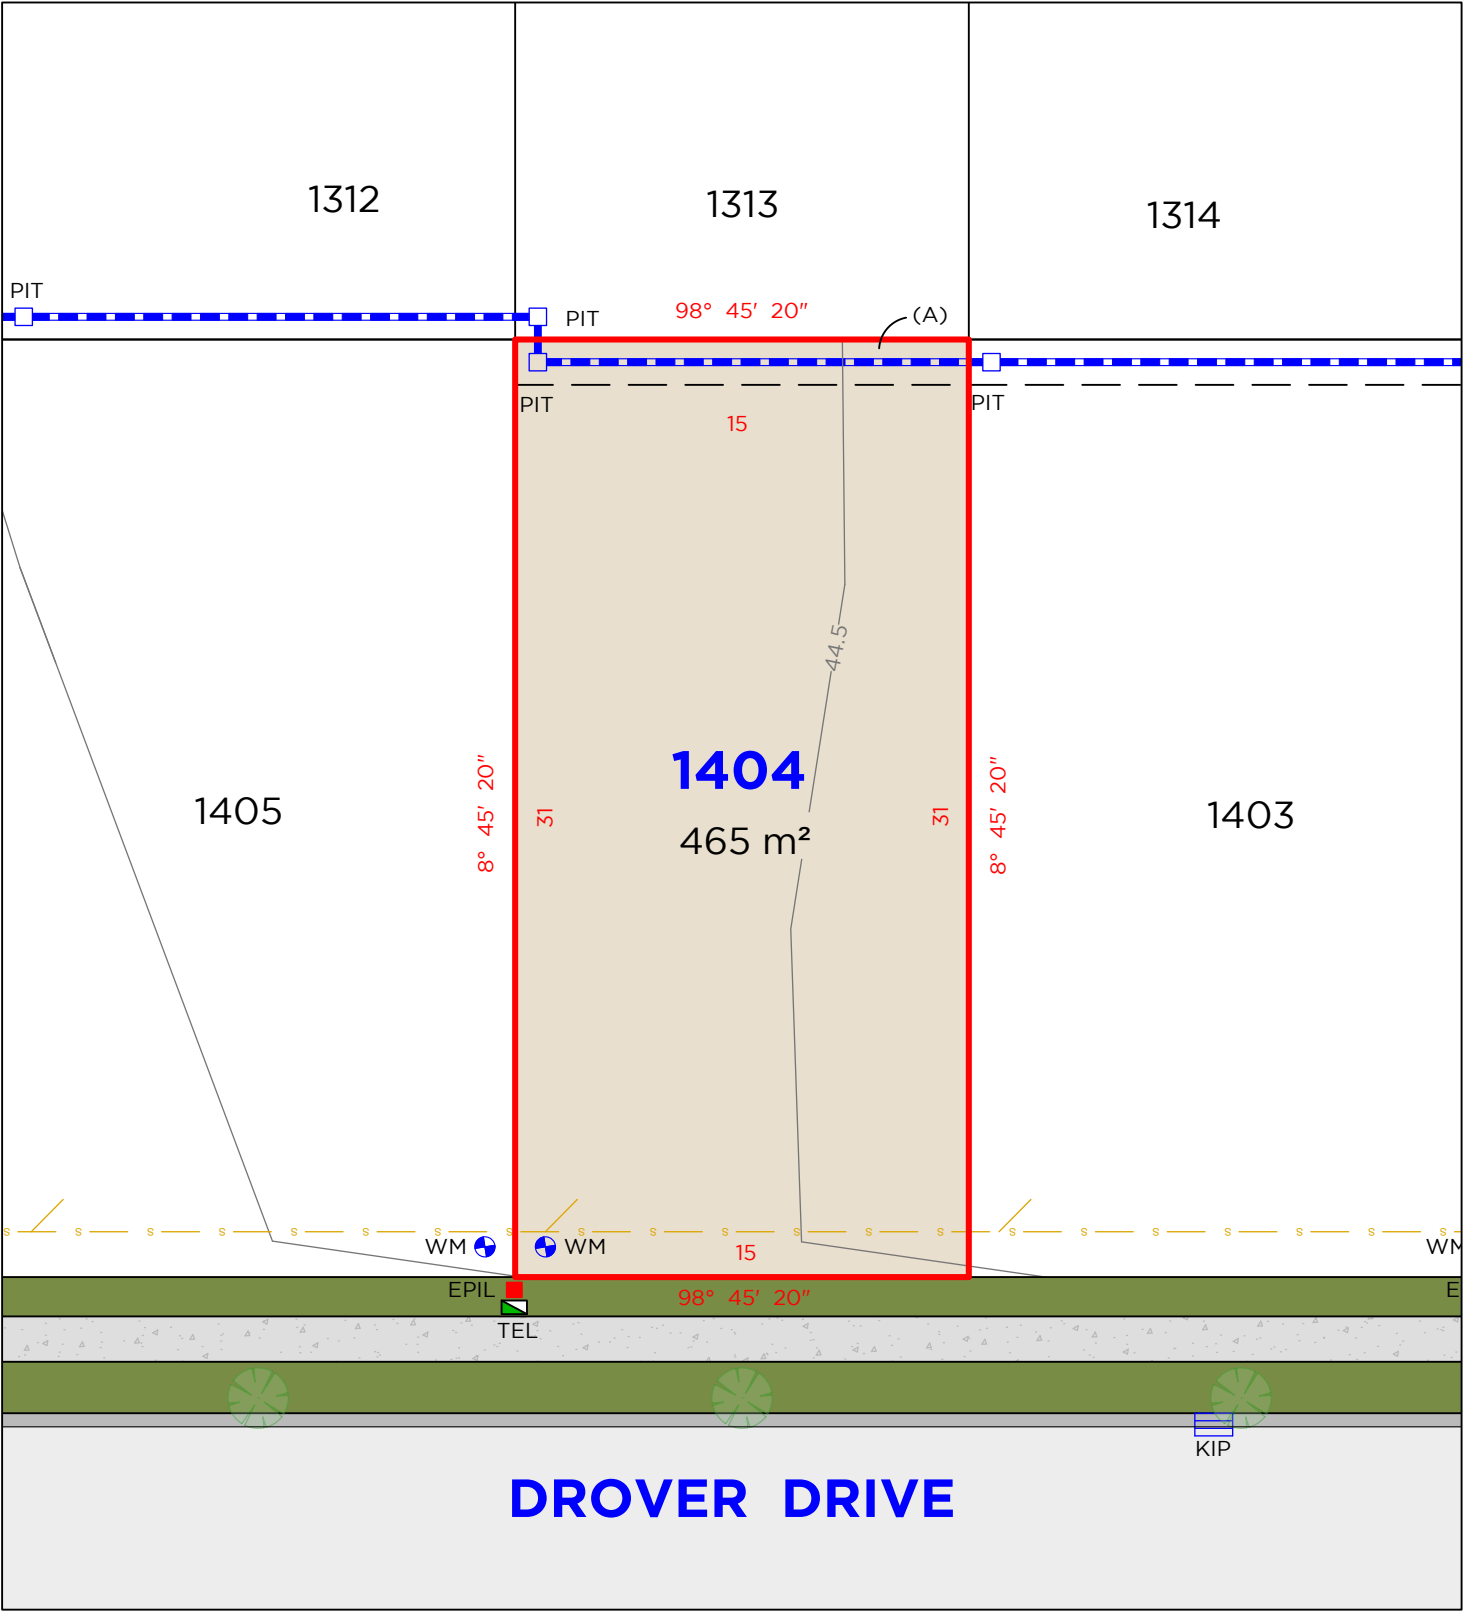 1312
1313
1314
PIT
PIT
98° 45' 20"
(A)
PIT
PIT
15
44.5
1404
465 m²
1405
1403
8° 45' 20"
31
31
8° 45' 20"
S S S S S S S S S S S S S S S S S S S S S
WM
WM
15
WM
EPIL
98° 45' 20"
E
TEL
KIP
DROVER DRIVE